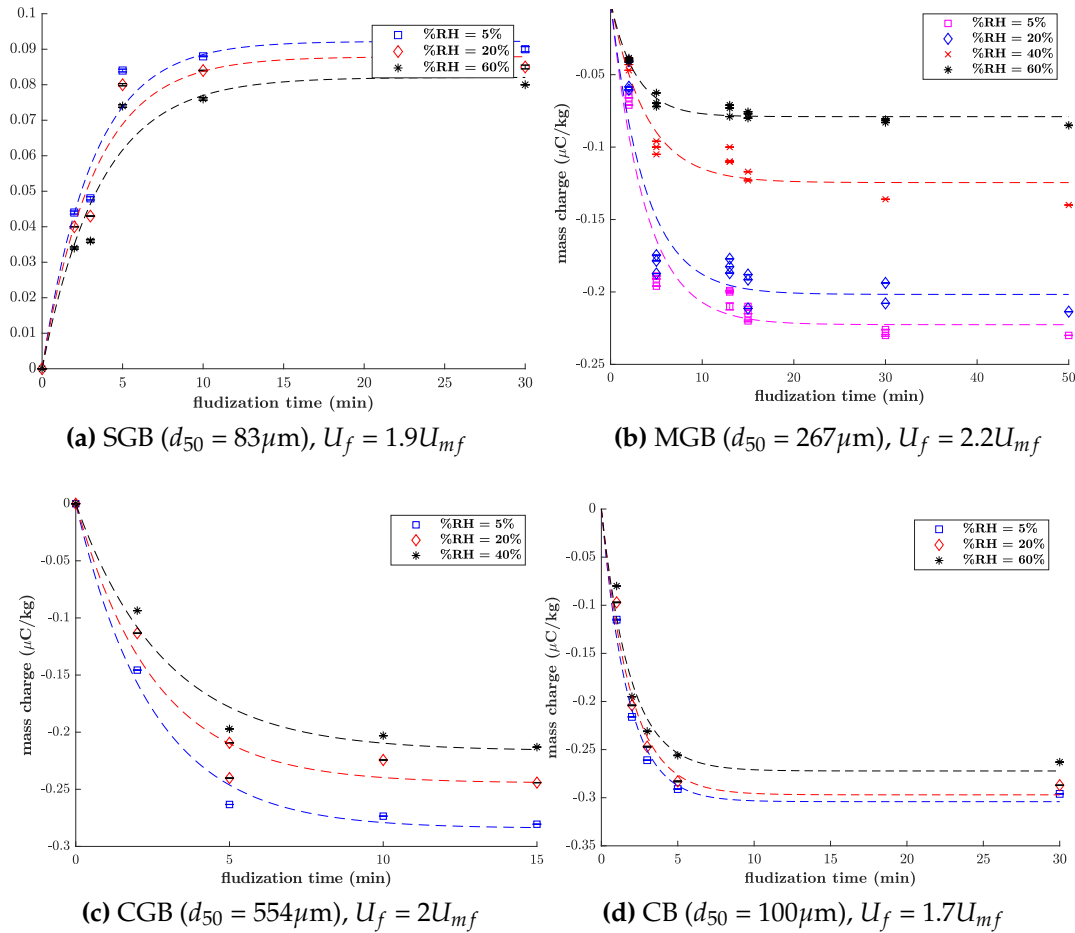 0.1
0.09
0.08
0.07
0.06
0.05
0.04
0.03
0.02
0.01
0
%RH = 5%
%RH = 20%
%RH = 60%
0 5 10 15 20 25 30
fludization time (min)
(a) SGB (d50 = 83μm), Uf = 1.9Umf
mass charge (μC/kg)
-0.05
-0.1
-0.15
-0.2
-0.25
%RH = 5%
%RH = 20%
%RH = 40%
%RH = 60%
0 10 20 30 40 50
fludization time (min)
(b) MGB (d50 = 267μm), Uf = 2.2Umf
mass charge (μC/kg)
0
-0.05
-0.1
-0.15
-0.2
-0.25
-0.3
%RH = 5%
%RH = 20%
%RH = 40%
0 5 10 15
fludization time (min)
(c) CGB (d50 = 554μm), Uf = 2Umf
mass charge (μC/kg)
0
-0.05
-0.1
-0.15
-0.2
-0.25
-0.3
-0.35
%RH = 5%
%RH = 20%
%RH = 60%
0 5 10 15 20 25 30
fludization time (min)
(d) CB (d50 = 100μm), Uf = 1.7Umf